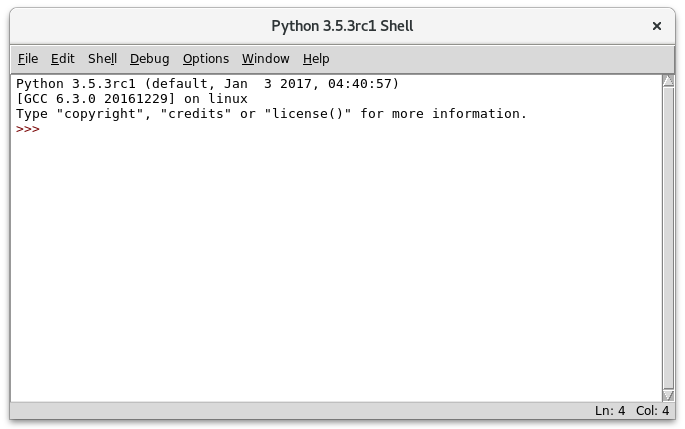 Python 3.5.3rc1 Shell
File Edit Shell Debug Options Window Help
Python 3.5.3rc1 (default, Jan  3 2017, 04:40:57)
[GCC 6.3.0 20161229] on linux
Type "copyright", "credits" or "license()" for more information.
>>>
Ln: 4 Col: 4